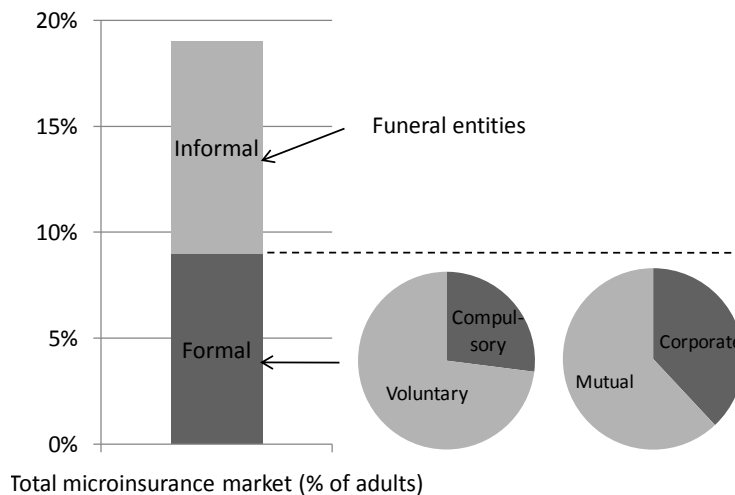 20%
15%
10%
5%
0%
Informal
Formal
Funeral entities
Compul-
sory
Voluntary
Corporate
Mutual
Total microinsurance market (% of adults)